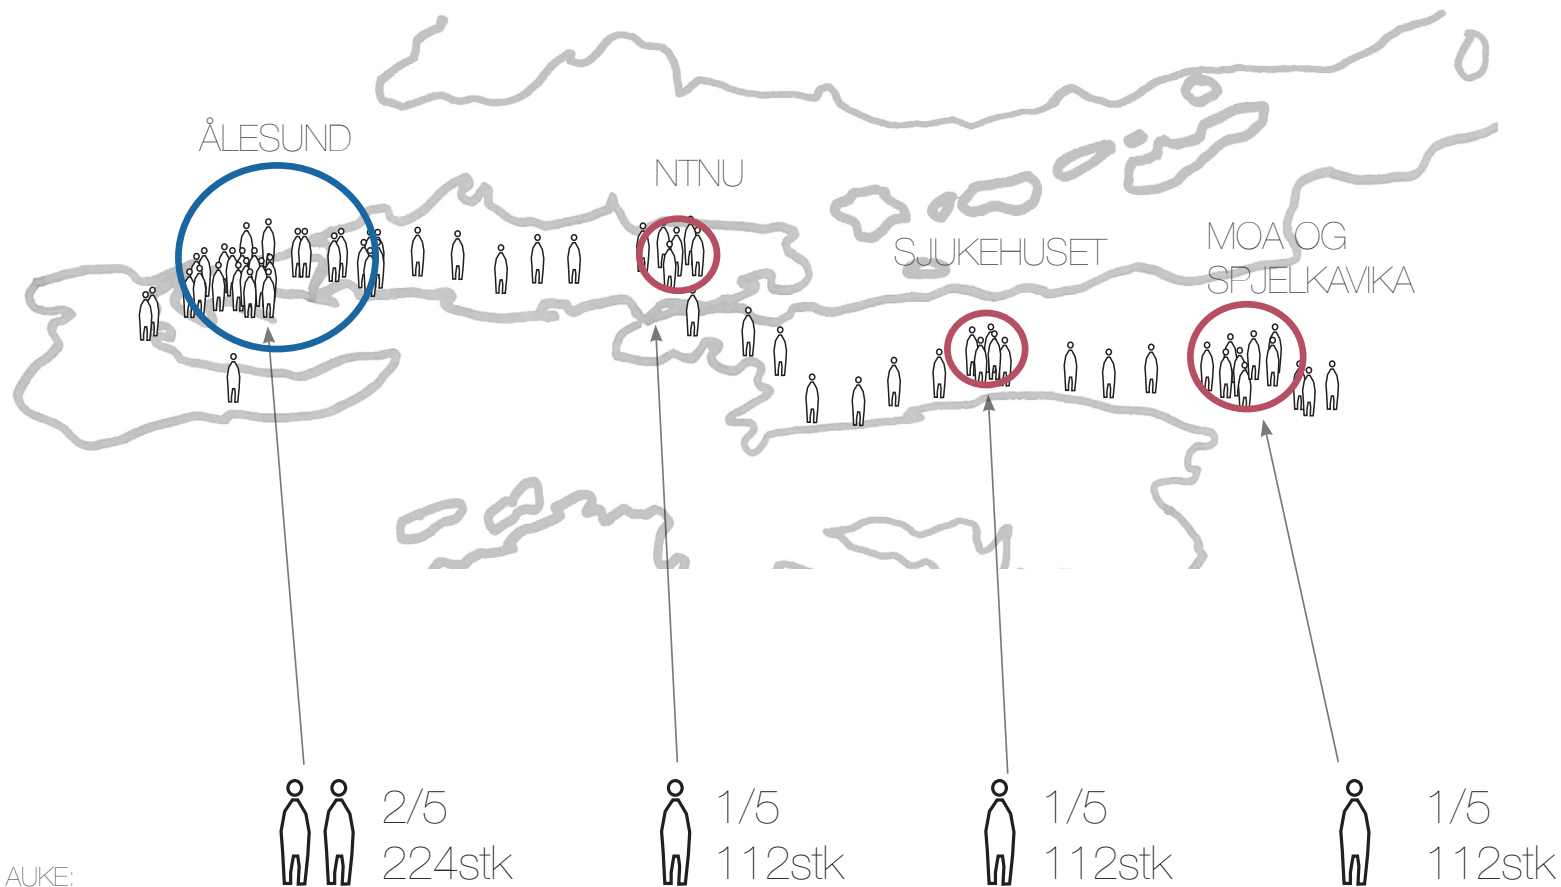 ÅLESUND
NTNU
SJUKEHUSET
MOA OG
SPJELKAVIKA
2/5
224stk
1/5
112stk
1/5
112stk
1/5
112stk
AUKE: